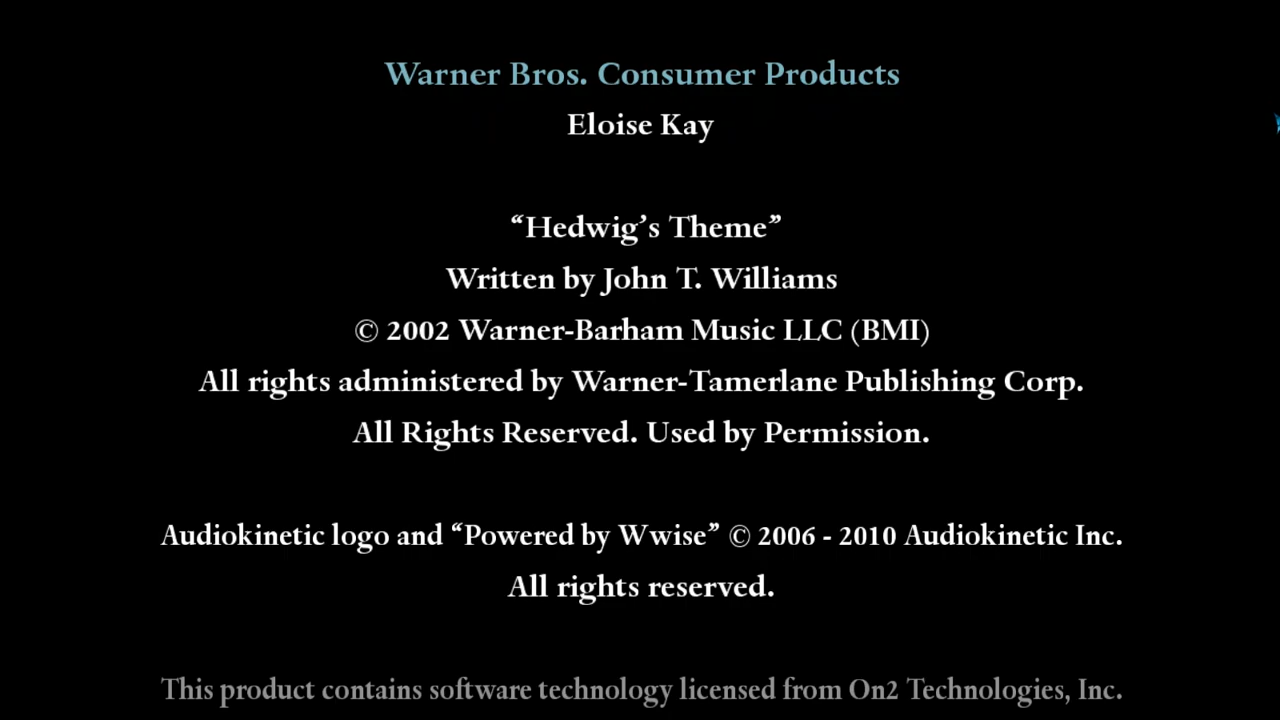 Warner Bros. Consumer Products
Eloise Kay
“Hedwig’s Theme”
Written by John T. Williams
© 2002 Warner-Barham Music LLC (BMI)
All rights administered by Warner-Tamerlane Publishing Corp.
All Rights Reserved. Used by Permission.
Audiokinetic logo and “Powered by Wwise” © 2006 - 2010 Audiokinetic Inc.
All rights reserved.
This product contains software technology licensed from On2 Technologies, Inc.